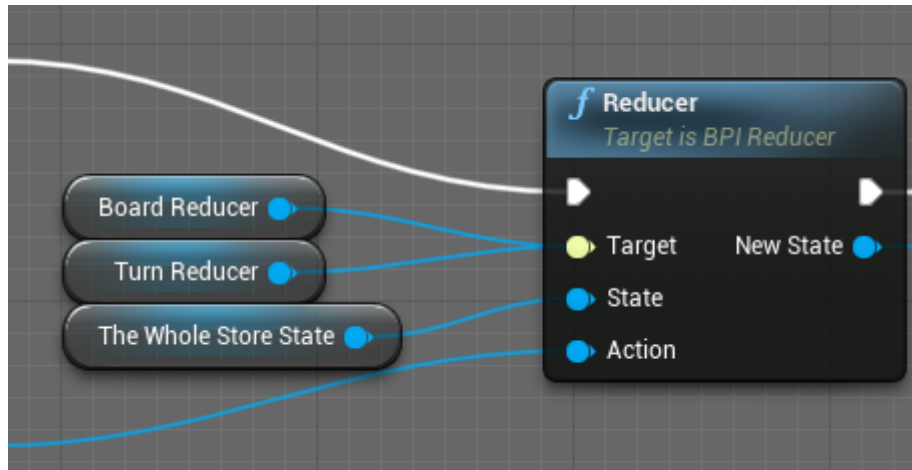 f Reducer
Target is BPI Reducer
Board Reducer
Target
New State
Turn Reducer
State
The Whole Store State
Action